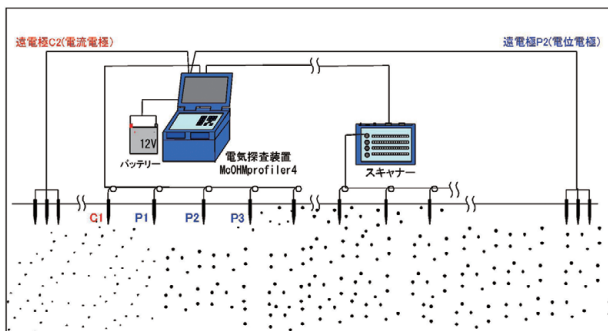 遠電極C2(電流電極)
遠電極P2(電位電極)
12V
バッテリー
電気探査装置
McOHMprofiler4
スキャナー
C1
P1
P2
P3